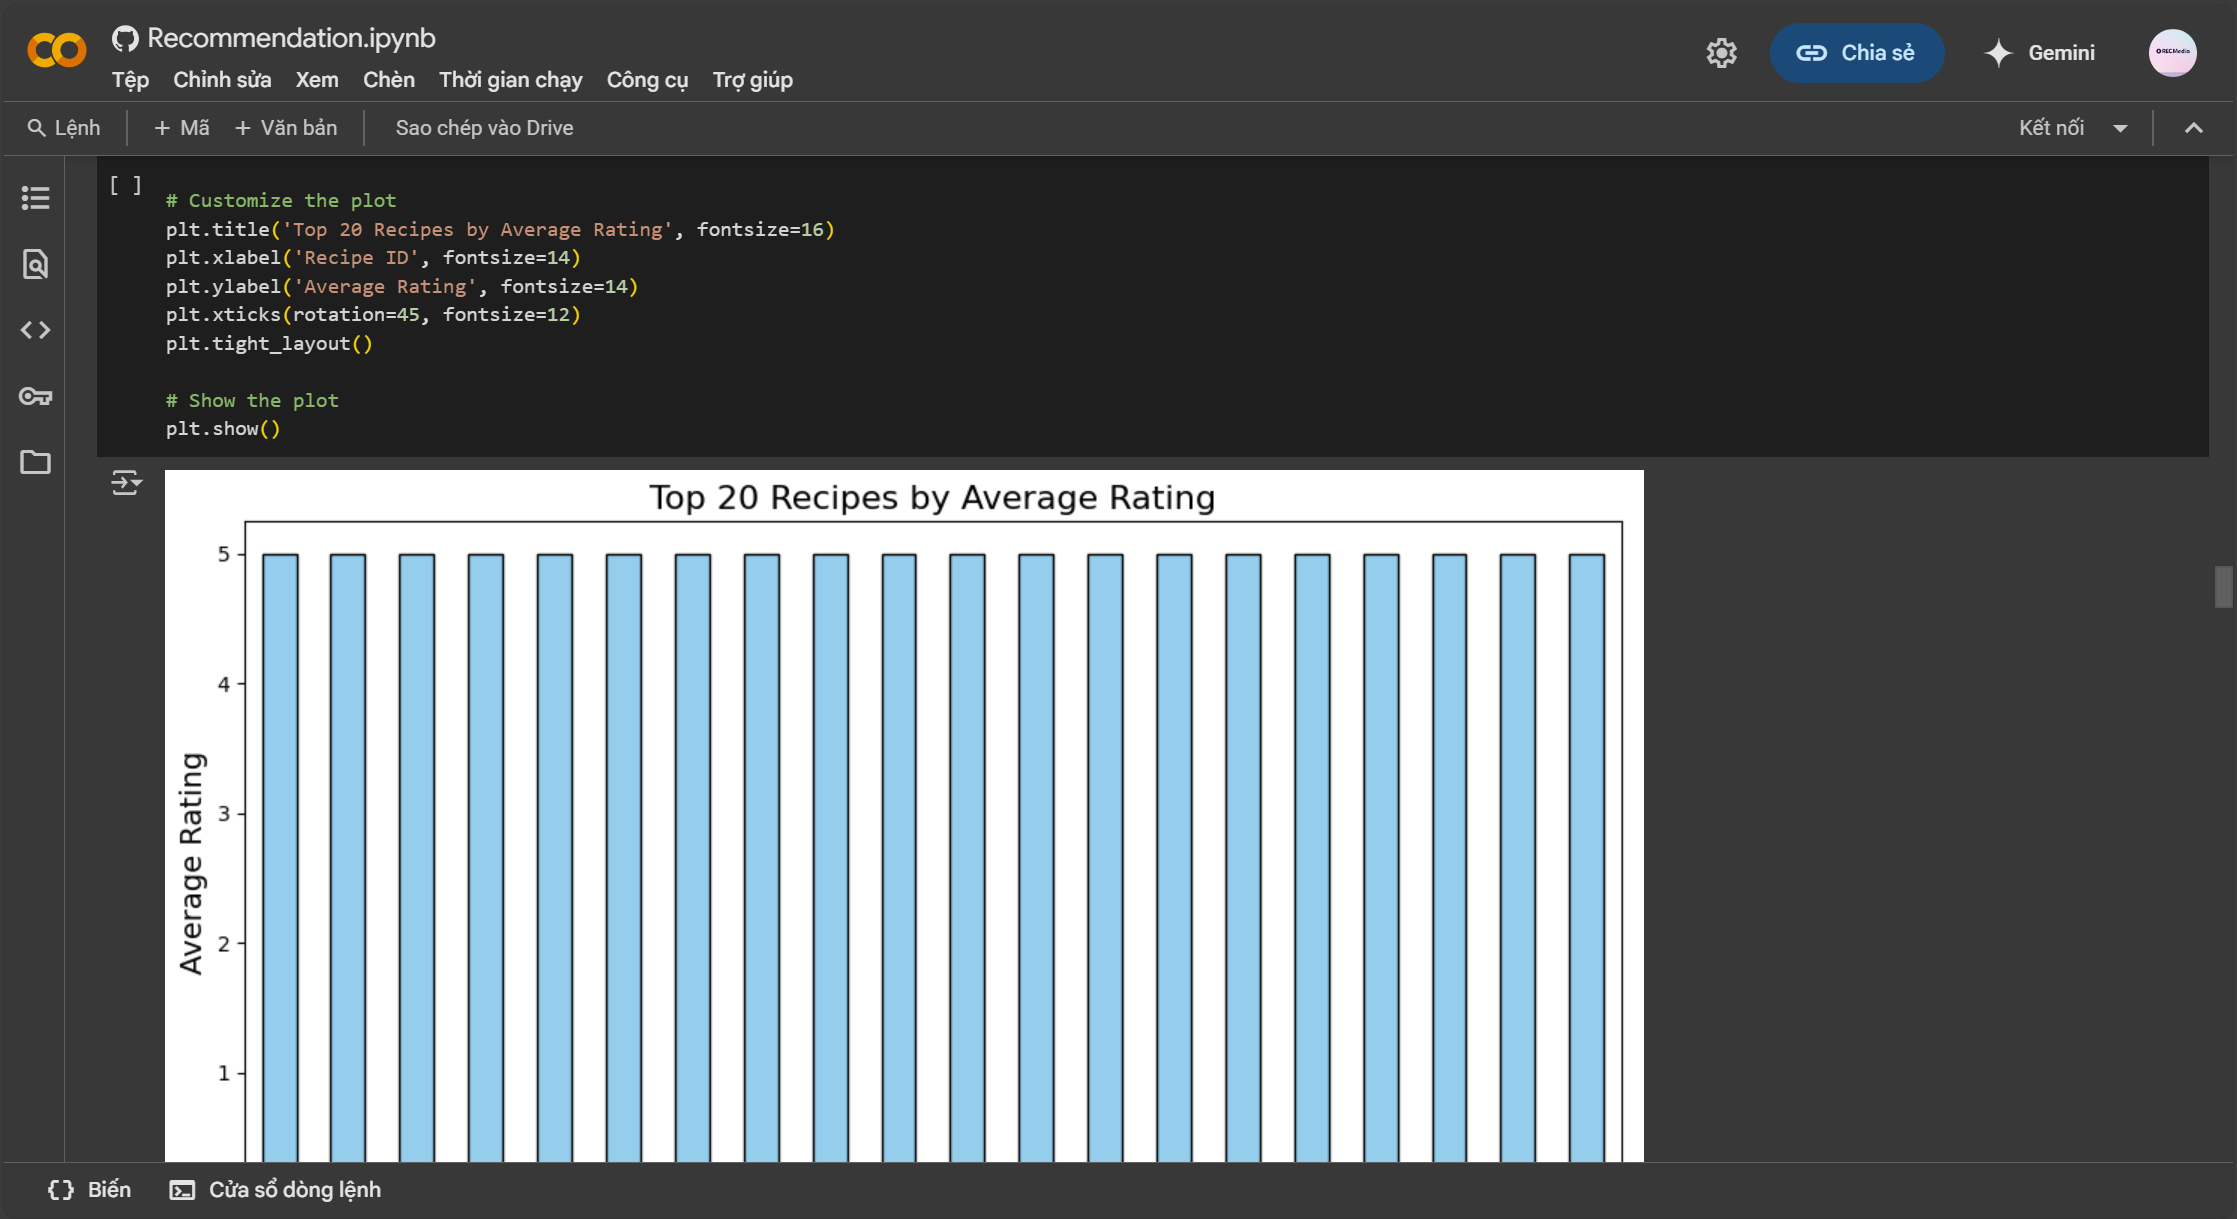 Recommendation.ipynb
Tệp Chỉnh sửa Xem Chèn Thời gian chạy Công cụ Trợ giúp
Chia sẻ
Gemini
RECMedia
Lệnh + Mã + Văn bản Sao chép vào Drive
Kết nối
[ ]
# Customize the plot
plt.title('Top 20 Recipes by Average Rating', fontsize=16)
plt.xlabel('Recipe ID', fontsize=14)
plt.ylabel('Average Rating', fontsize=14)
plt.xticks(rotation=45, fontsize=12)
plt.tight_layout()
# Show the plot
plt.show()
Top 20 Recipes by Average Rating
5
4
3
2
1
Average Rating
Biến
Cửa sổ dòng lệnh